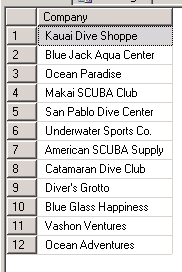 Company
1 Kauai Dive Shoppe
2 Blue Jack Aqua Center
3 Ocean Paradise
4 Makai SCUBA Club
5 San Pablo Dive Center
6 Underwater Sports Co.
7 American SCUBA Supply
8 Catamaran Dive Club
9 Diver's Grotto
10 Blue Glass Happiness
11 Vashon Ventures
12 Ocean Adventures